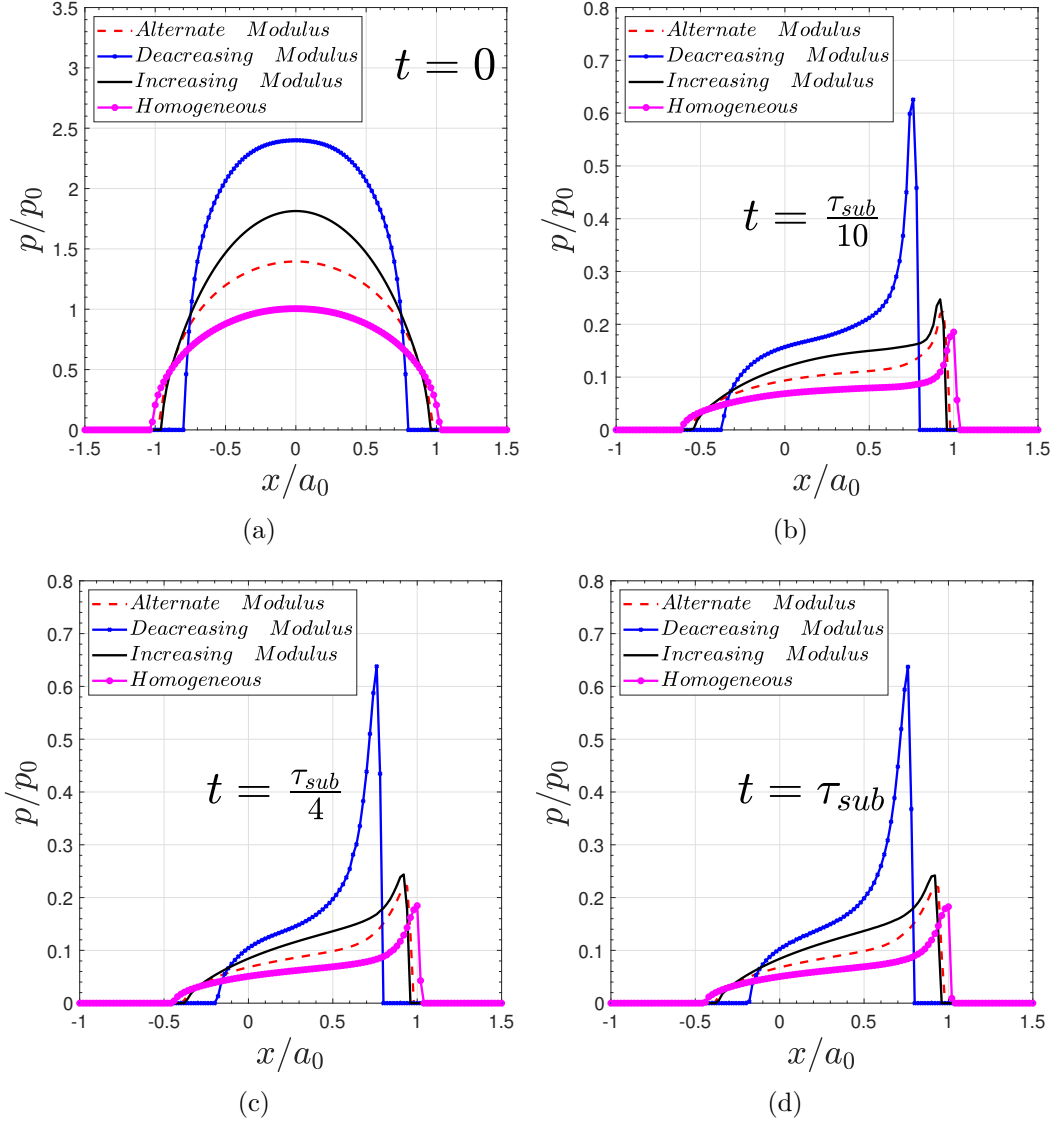 3.5
3
2.5
2
1.5
1
0.5
0
p/p₀
Alternate Modulus
Deacreasing Modulus
Increasing Modulus
Homogeneous
t = 0
-1.5 -1 -0.5 0 0.5 1 1.5
x/a₀
(a)
0.8
0.7
0.6
0.5
0.4
0.3
0.2
0.1
0
p/p₀
Alternate Modulus
Deacreasing Modulus
Increasing Modulus
Homogeneous
t = τ_sub/10
-1 -0.5 0 0.5 1 1.5
x/a₀
(b)
0.8
0.7
0.6
0.5
0.4
0.3
0.2
0.1
0
p/p₀
Alternate Modulus
Deacreasing Modulus
Increasing Modulus
Homogeneous
t = τ_sub/4
-1 -0.5 0 0.5 1 1.5
x/a₀
(c)
0.8
0.7
0.6
0.5
0.4
0.3
0.2
0.1
0
p/p₀
Alternate Modulus
Deacreasing Modulus
Increasing Modulus
Homogeneous
t = τ_sub
-1 -0.5 0 0.5 1 1.5
x/a₀
(d)